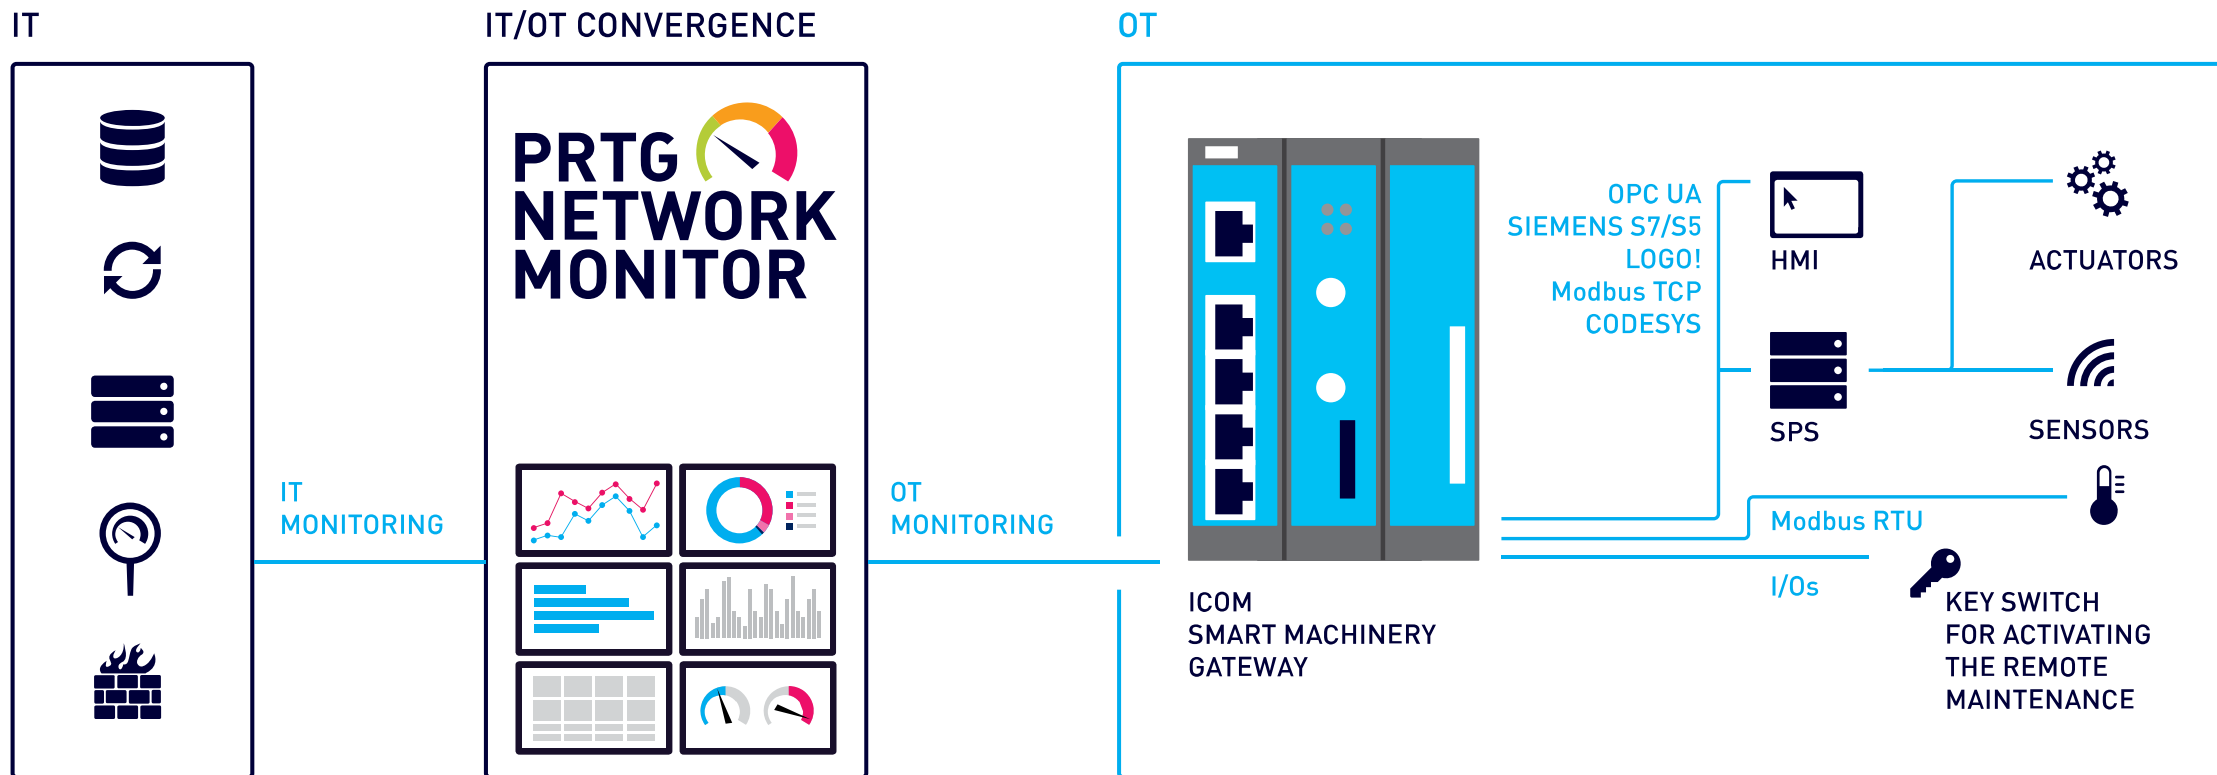 IT
IT/OT CONVERGENCE
OT
PRTG
NETWORK
MONITOR
IT
MONITORING
OT
MONITORING
OPC UA
SIEMENS S7/S5
LOGO!
Modbus TCP
CODESYS
HMI
ACTUATORS
SPS
SENSORS
Modbus RTU
I/Os
ICOM
SMART MACHINERY
GATEWAY
KEY SWITCH
FOR ACTIVATING
THE REMOTE
MAINTENANCE